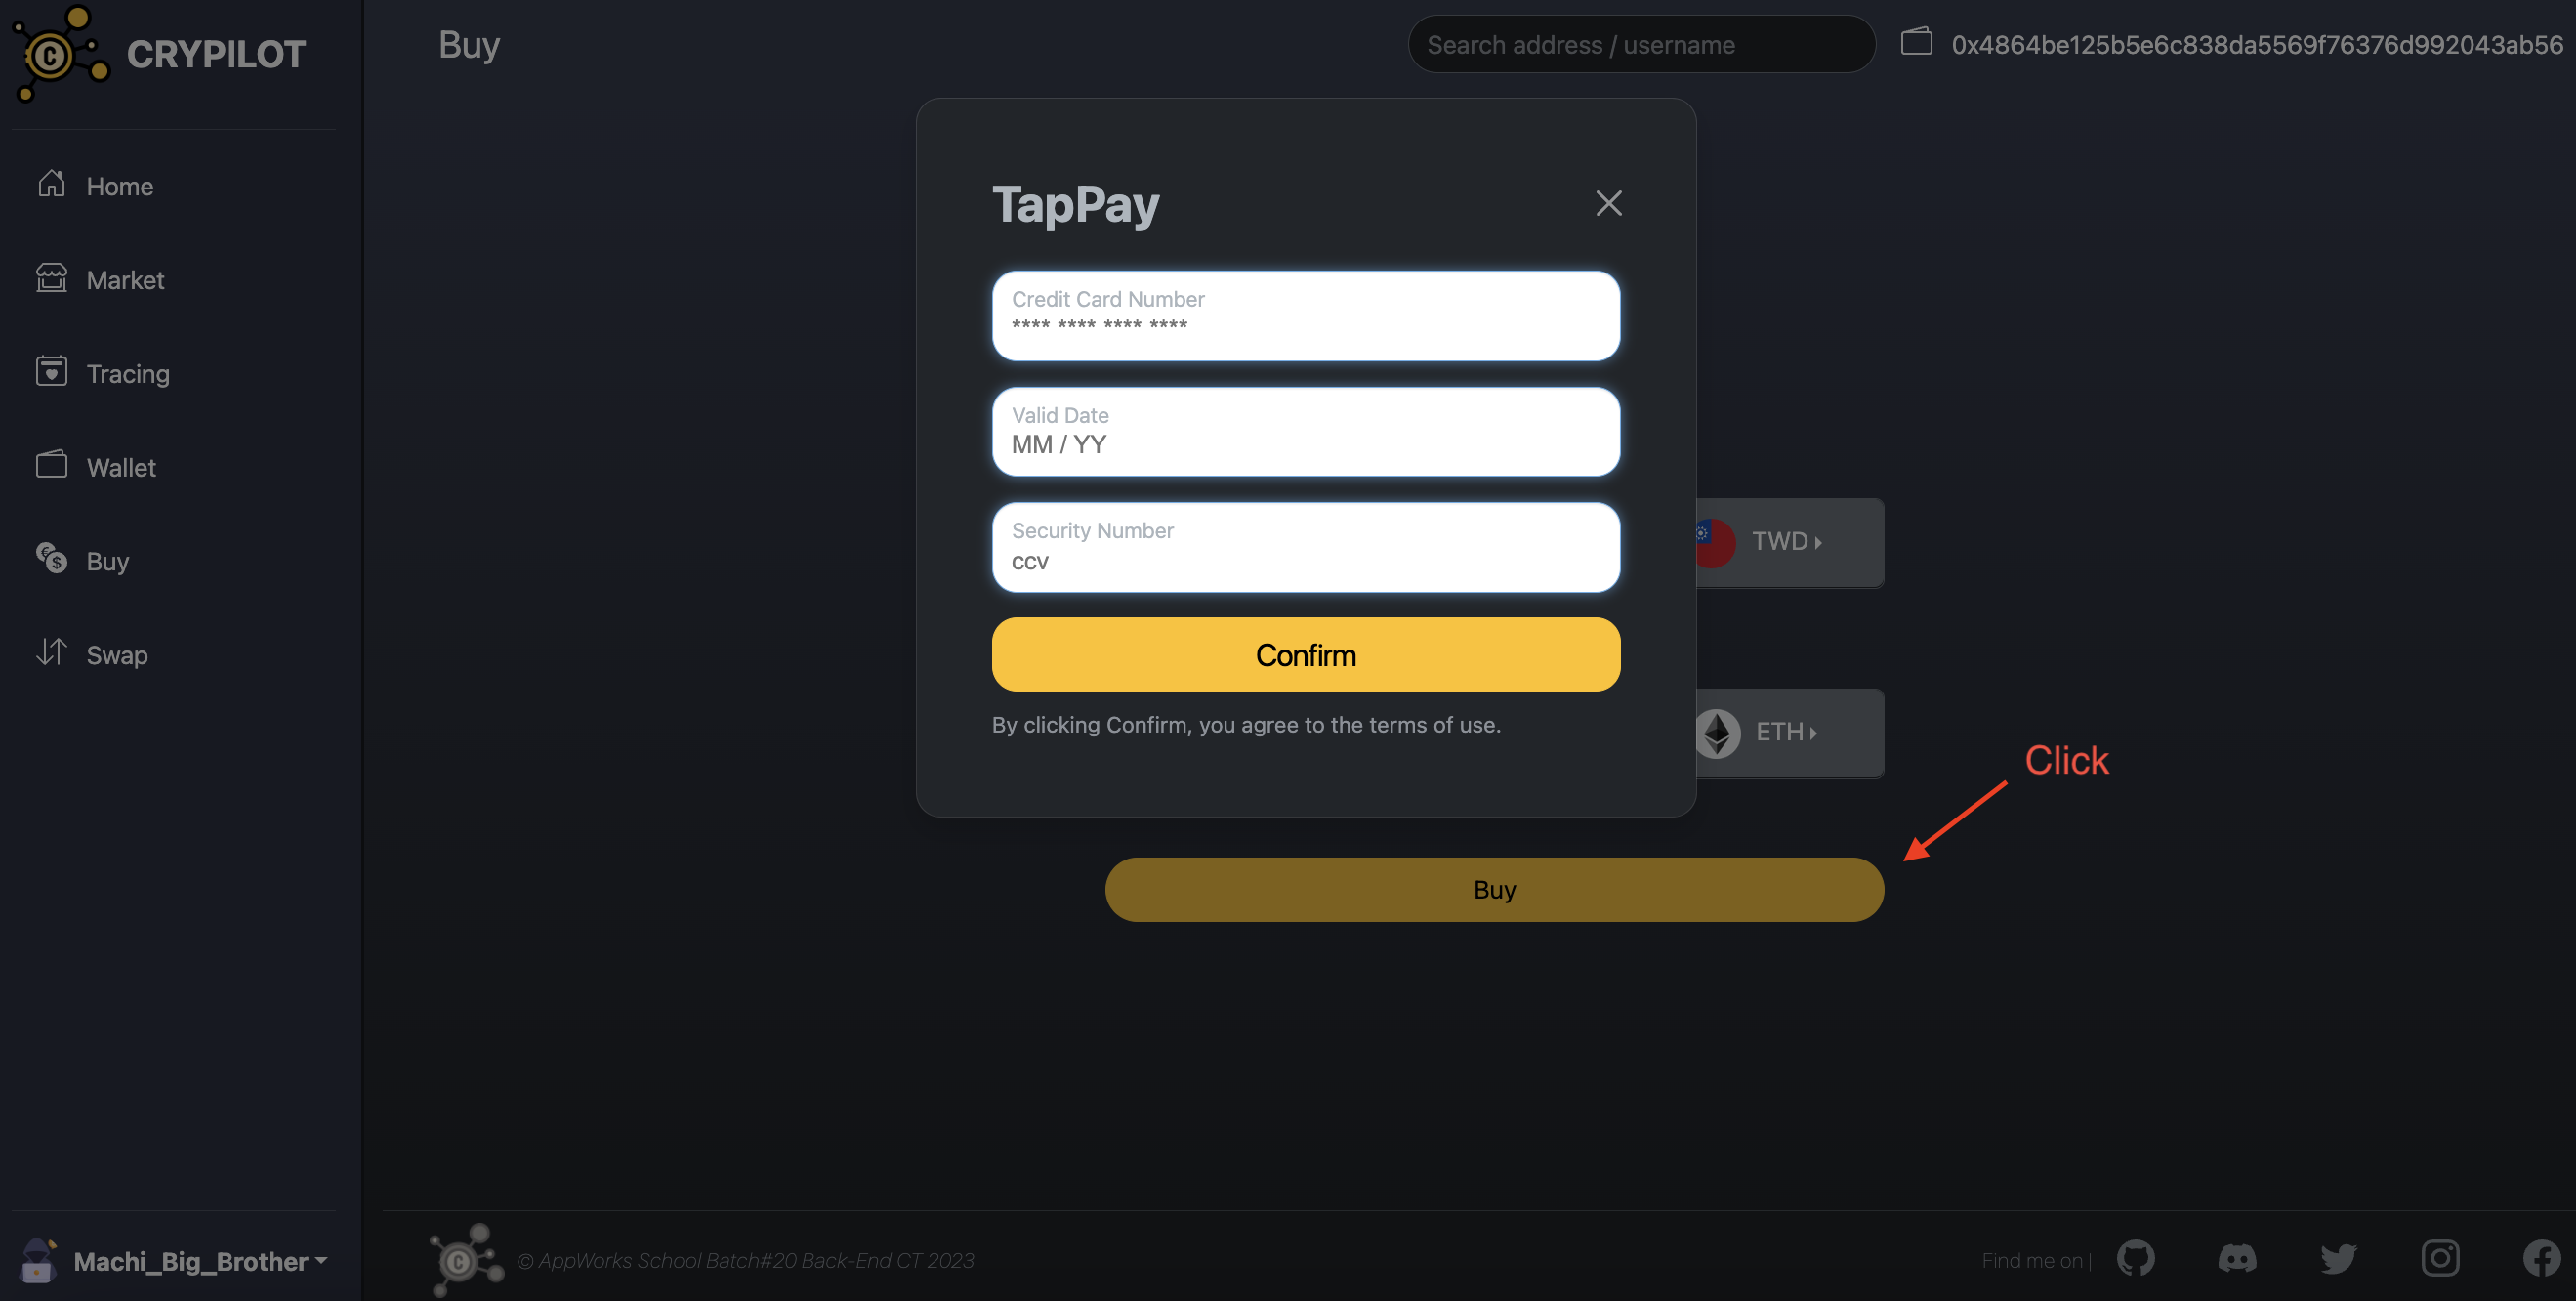 CRYPILOT
Buy
Search address / username
0x4864be125b5e6c838da5569f76376d992043ab56
Home
Market
Tracing
Wallet
Buy
Swap
TapPay
Credit Card Number
**** **** **** ****
Valid Date
MM / YY
Security Number
ccv
Confirm
By clicking Confirm, you agree to the terms of use.
TWD
ETH
Click
Buy
Machi_Big_Brother
© AppWorks School Batch#20 Back-End CT 2023
Find me on |